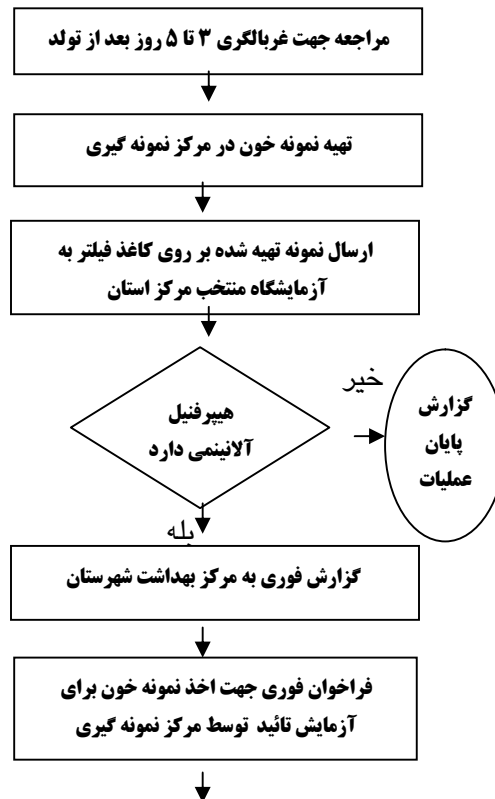 مراجعه جهت غربالگری ۳ تا ۵ روز بعد از تولد
تهیه نمونه خون در مرکز نمونه گیری
ارسال نمونه تهیه شده بر روی کاغذ فیلتر به
آزمایشگاه منتخب مرکز استان
هیپرفنیل
آلانینمی دارد
خیر
گزارش
پایان
عملیات
بله
گزارش فوری به مرکز بهداشت شهرستان
فراخوان فوری جهت اخذ نمونه خون برای
آزمایش تائید توسط مرکز نمونه گیری